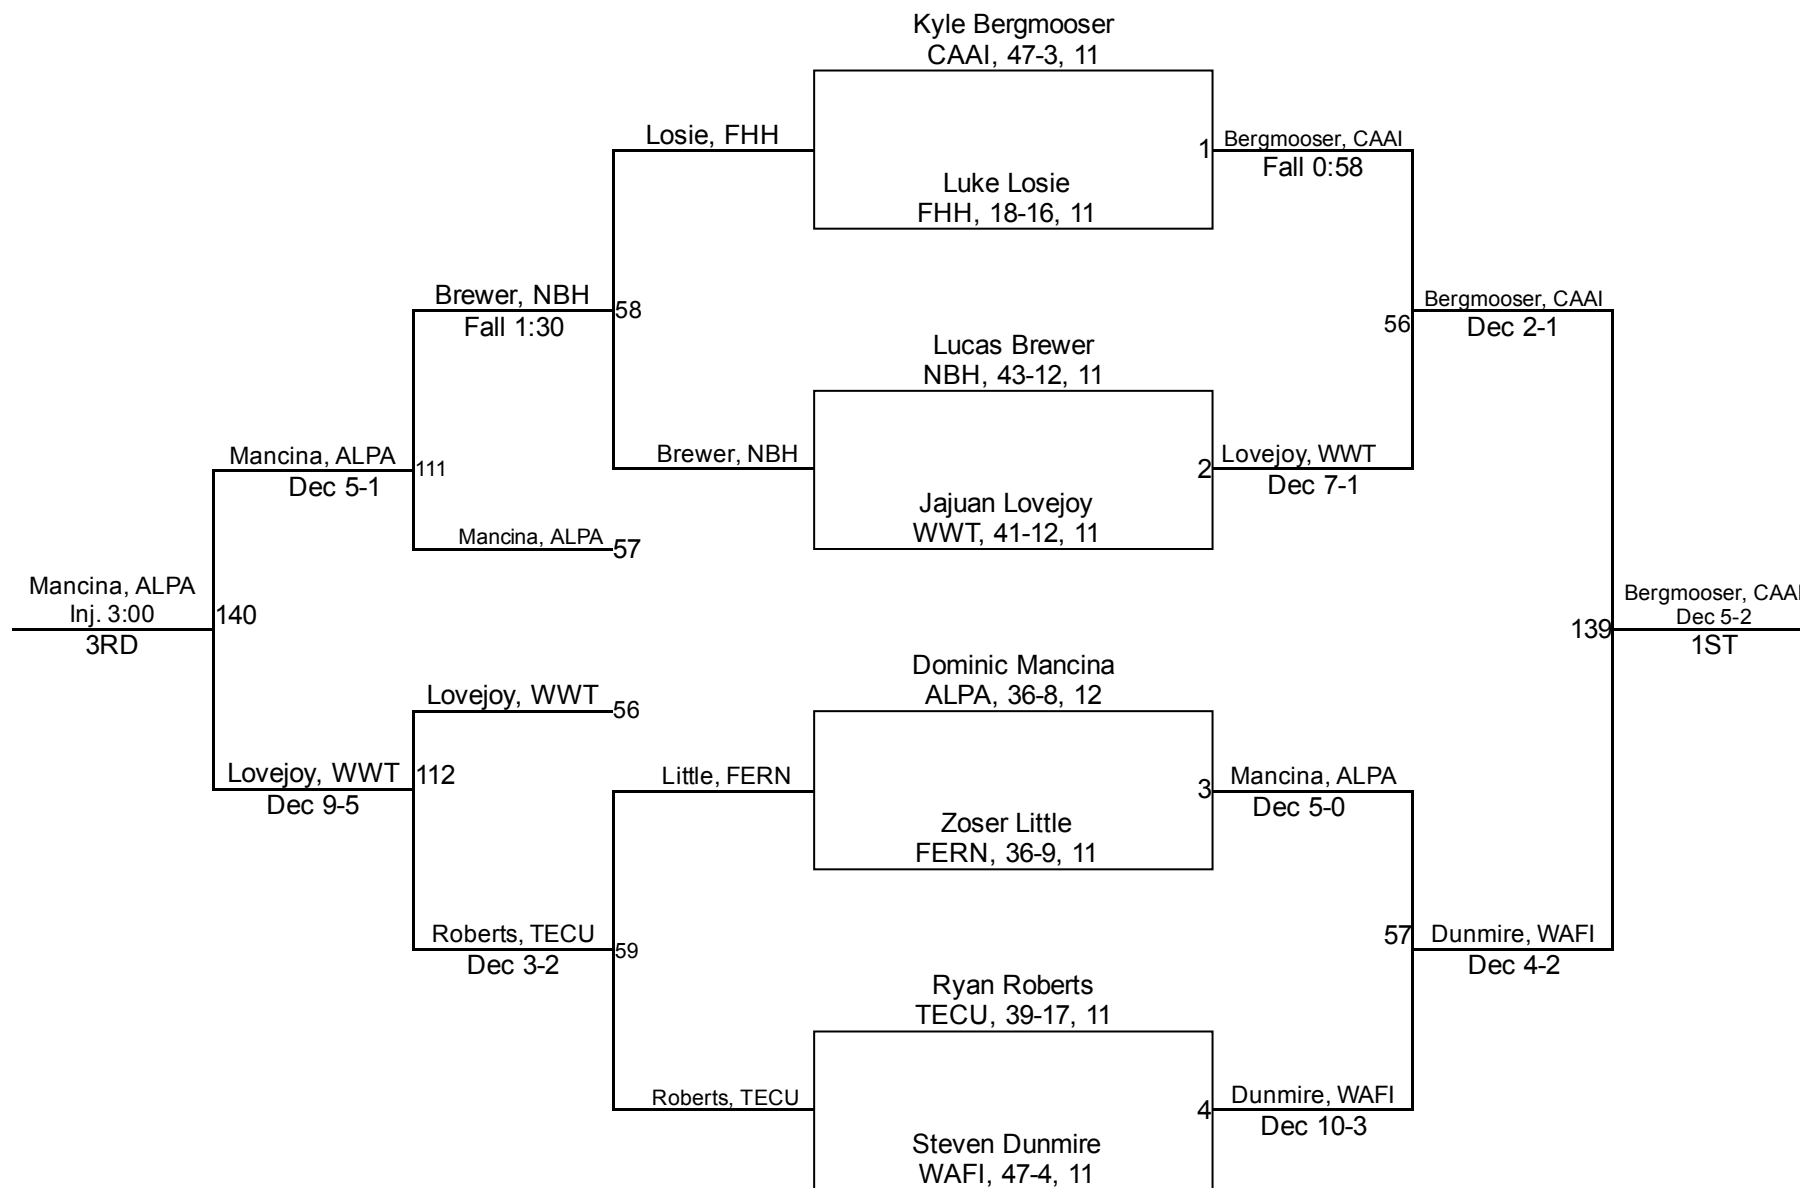 Kyle Bergmooser
CAAI, 47-3, 11
Losie, FHH
1
Bergmooser, CAAI
Fall 0:58
Luke Losie
FHH, 18-16, 11
Brewer, NBH
58
Fall 1:30
Bergmooser, CAAI
56
Dec 2-1
Lucas Brewer
NBH, 43-12, 11
Mancina, ALPA
111
Dec 5-1
Brewer, NBH
2
Lovejoy, WWT
Dec 7-1
Jajuan Lovejoy
WWT, 41-12, 11
Mancina, ALPA
57
Mancina, ALPA
Inj. 3:00
140
3RD
139
Bergmooser, CAAI
Dec 5-2
1ST
Lovejoy, WWT
56
Dominic Mancina
ALPA, 36-8, 12
Lovejoy, WWT
112
Dec 9-5
Little, FERN
3
Mancina, ALPA
Dec 5-0
Zoser Little
FERN, 36-9, 11
Roberts, TECU
59
Dec 3-2
57
Dunmire, WAFI
Dec 4-2
Ryan Roberts
TECU, 39-17, 11
Roberts, TECU
4
Dunmire, WAFI
Dec 10-3
Steven Dunmire
WAFI, 47-4, 11